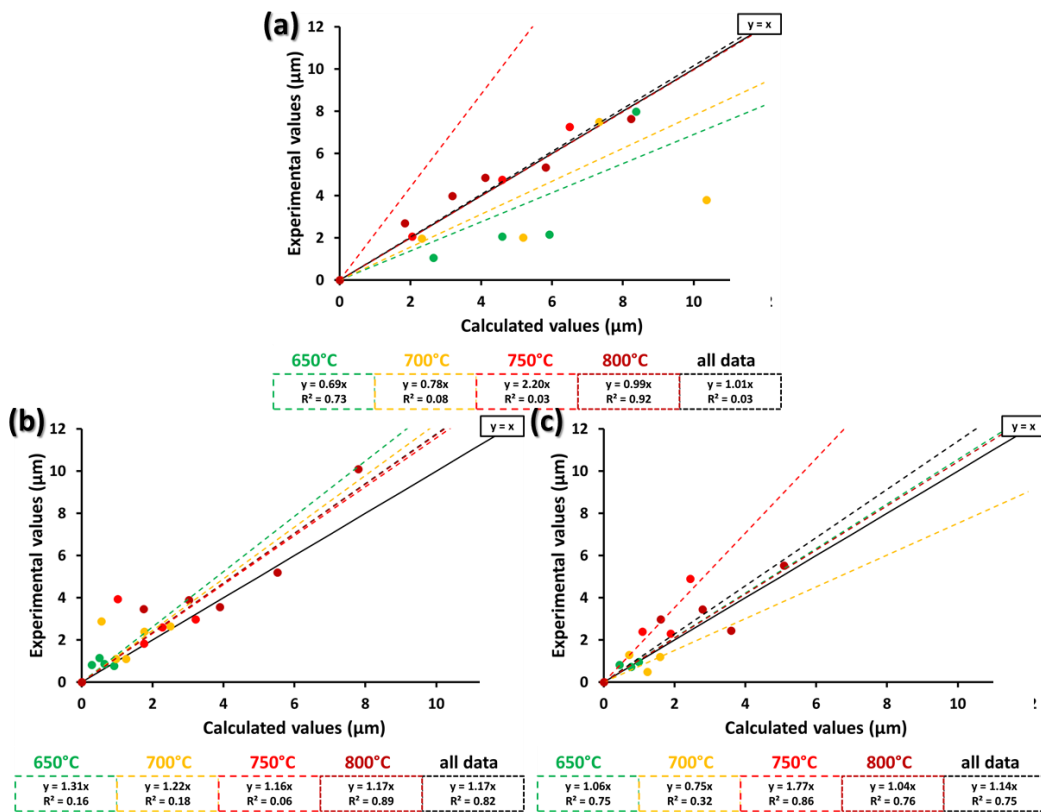 (a)
y = x
12
10
8
6
4
2
0
0 2 4 6 8 10
Experimental values (µm)
Calculated values (µm)
650°C 700°C 750°C 800°C all data
y = 0.69x y = 0.78x y = 2.20x y = 0.99x y = 1.01x
R² = 0.73 R² = 0.08 R² = 0.03 R² = 0.92 R² = 0.03
(b)
y = x
12
10
8
6
4
2
0
0 2 4 6 8 10
Experimental values (µm)
Calculated values (µm)
650°C 700°C 750°C 800°C all data
y = 1.31x y = 1.22x y = 1.16x y = 1.17x y = 1.17x
R² = 0.16 R² = 0.18 R² = 0.06 R² = 0.89 R² = 0.82
(c)
y = x
12
10
8
6
4
2
0
0 2 4 6 8 10
Experimental values (µm)
Calculated values (µm)
650°C 700°C 750°C 800°C all data
y = 1.06x y = 0.75x y = 1.77x y = 1.04x y = 1.14x
R² = 0.75 R² = 0.32 R² = 0.86 R² = 0.76 R² = 0.75